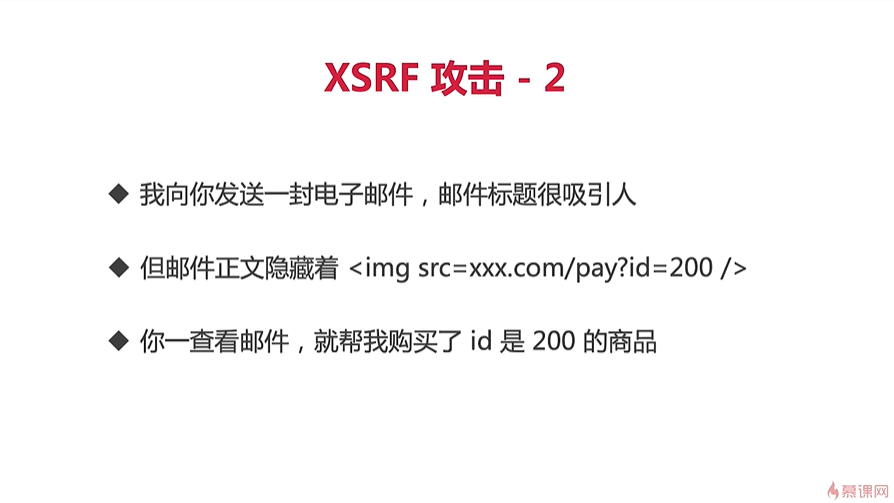 XSRF 攻击 - 2
◆ 我向你发送一封电子邮件，邮件标题很吸引人
◆ 但邮件正文隐藏着 <img src=xxx.com/pay?id=200 />
◆ 你一查看邮件，就帮我购买了 id 是 200 的商品
慕课网